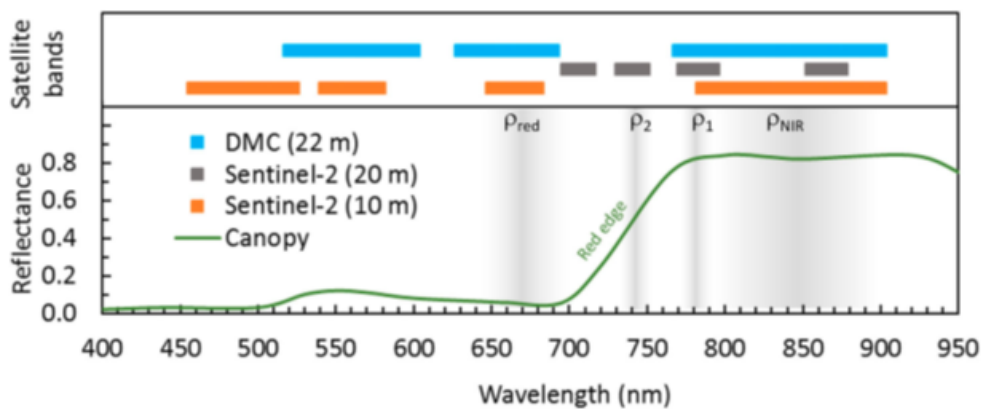 Satellite
bands
ρred ρ2 ρ1 ρNIR
DMC (22 m)
Sentinel-2 (20 m)
Sentinel-2 (10 m)
Canopy
Red edge
Reflectance
0.8
0.6
0.4
0.2
0.0
400 450 500 550 600 650 700 750 800 850 900 950
Wavelength (nm)